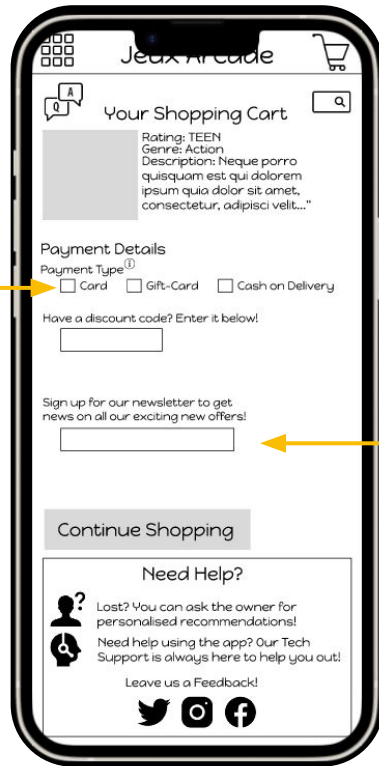 Jeux Arcade
A
Q
Your Shopping Cart
Rating: TEEN
Genre: Action
Description: Neque porro
quisquam est qui dolorem
ipsum quia dolor sit amet,
consectetur, adipisci velit..."
Payment Details
Payment Type i
Card Gift-Card Cash on Delivery
Have a discount code? Enter it below!
Sign up for our newsletter to get
news on all our exciting new offers!
Continue Shopping
Need Help?
?
Lost? You can ask the owner for
personalised recommendations!
Need help using the app? Our Tech
Support is always here to help you out!
Leave us a Feedback!